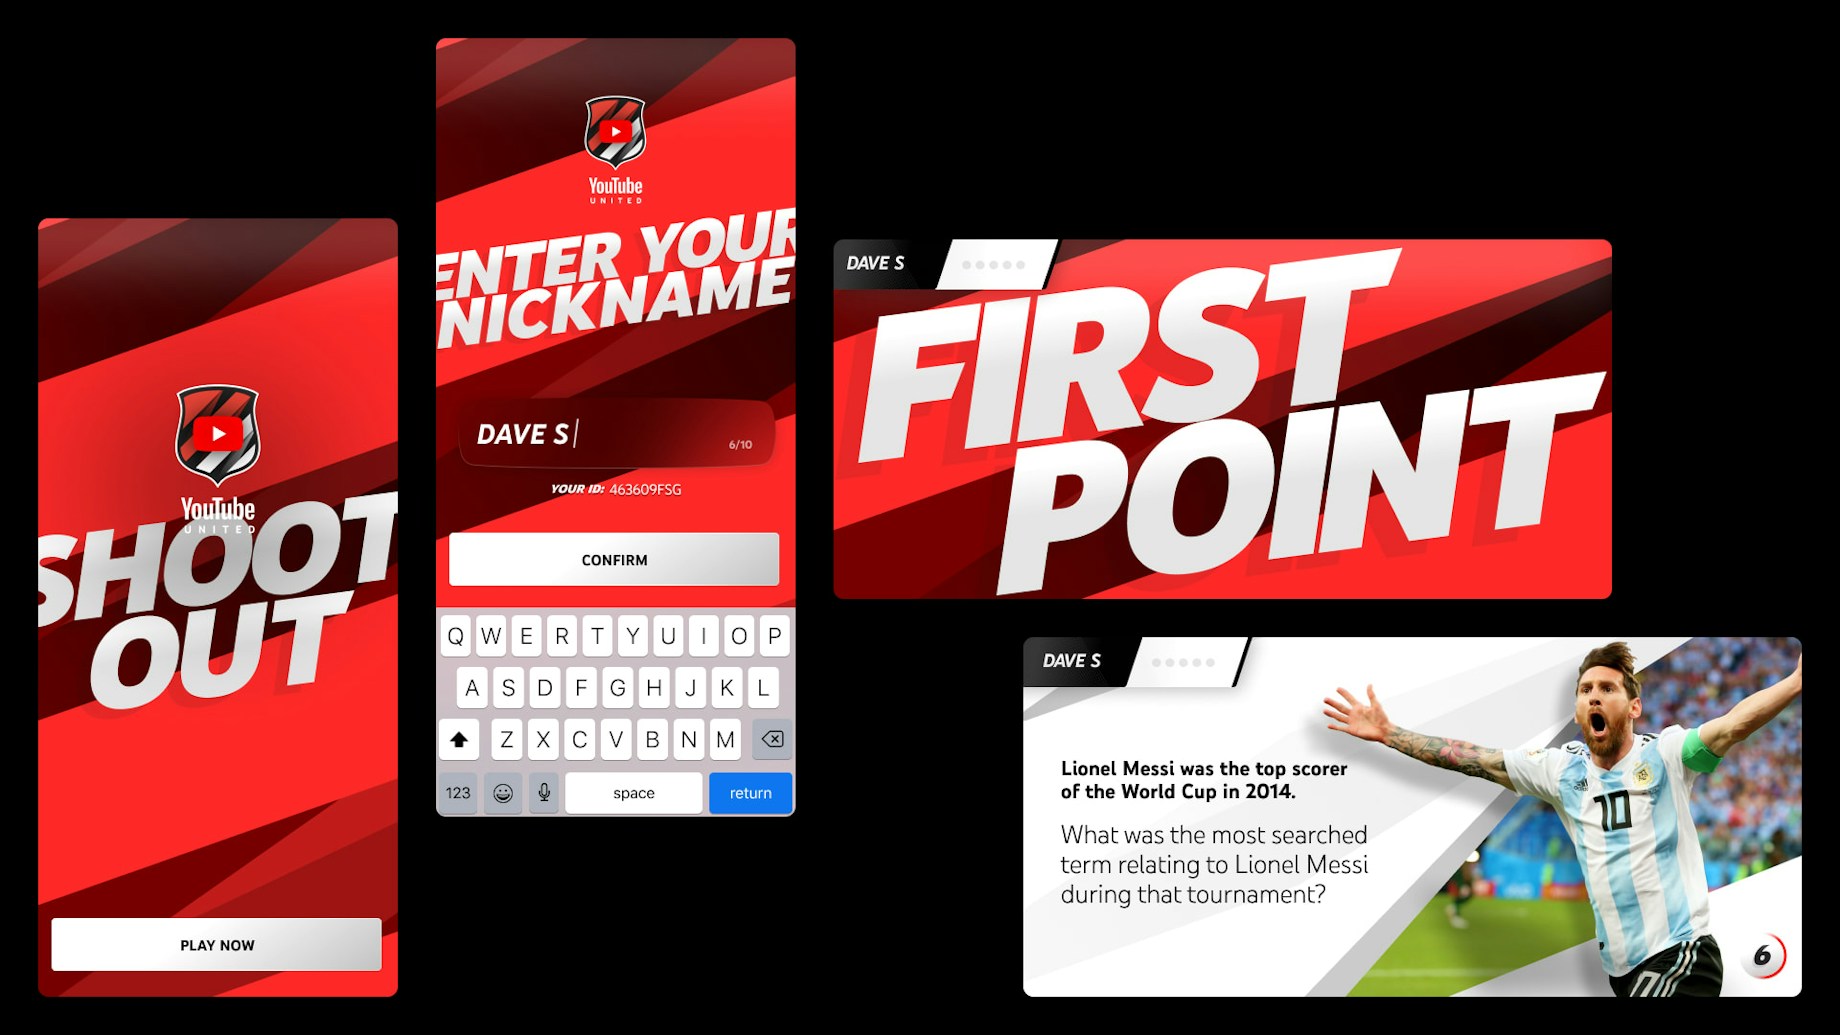 YouTube
UNITED
SHOOT
OUT
PLAY NOW
YouTube
UNITED
ENTER YOUR
NICKNAME
DAVE S
6/10
YOUR ID: 463609FSG
CONFIRM
Q W E R T Y U I O P
A S D F G H J K L
Z X C V B N M
123 space return
DAVE S
FIRST
POINT
DAVE S
Lionel Messi was the top scorer
of the World Cup in 2014.
What was the most searched
term relating to Lionel Messi
during that tournament?
10
10
6